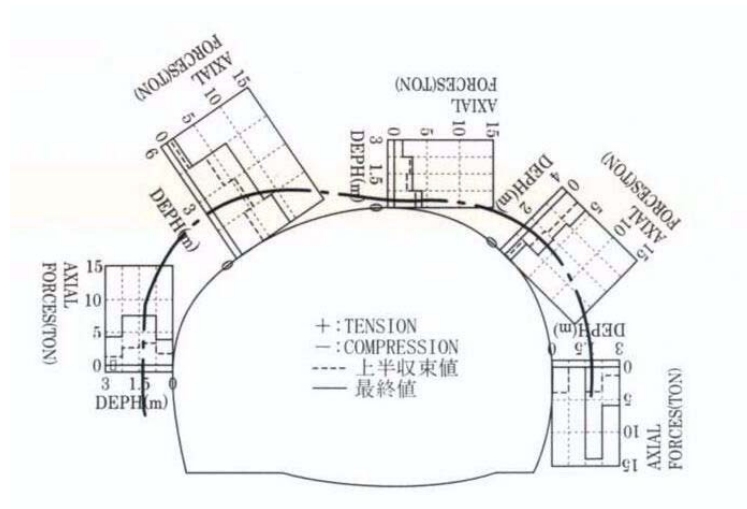 AXIAL
FORCES(TON)
0
5
10
15
6
3
DEPH(m)
AXIAL
FORCES(TON)
0
5
10
15
3
1.5
DEPH(m)
AXIAL
FORCES(TON)
0
5
10
15
4
2
DEPH(m)
AXIAL
FORCES(TON)
15
10
5
0
3
1.5
0
DEPH(m)
DEPH(m)
0
.5
3
0
5
10
15
AXIAL
FORCES(TON)
+:TENSION
−:COMPRESSION
上半収束値
最終値